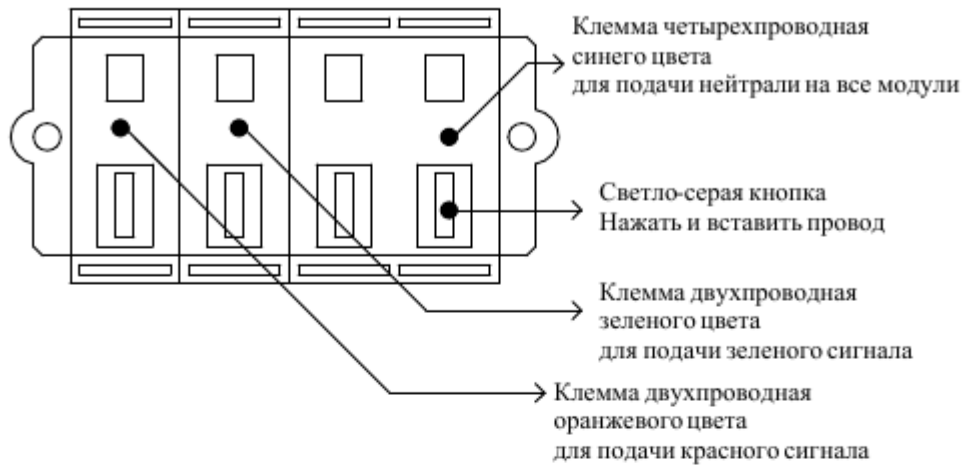 Клемма четырехпроводная
синего цвета
для подачи нейтрали на все модули
Светло-серая кнопка
Нажать и вставить провод
Клемма двухпроводная
зеленого цвета
для подачи зеленого сигнала
Клемма двухпроводная
оранжевого цвета
для подачи красного сигнала